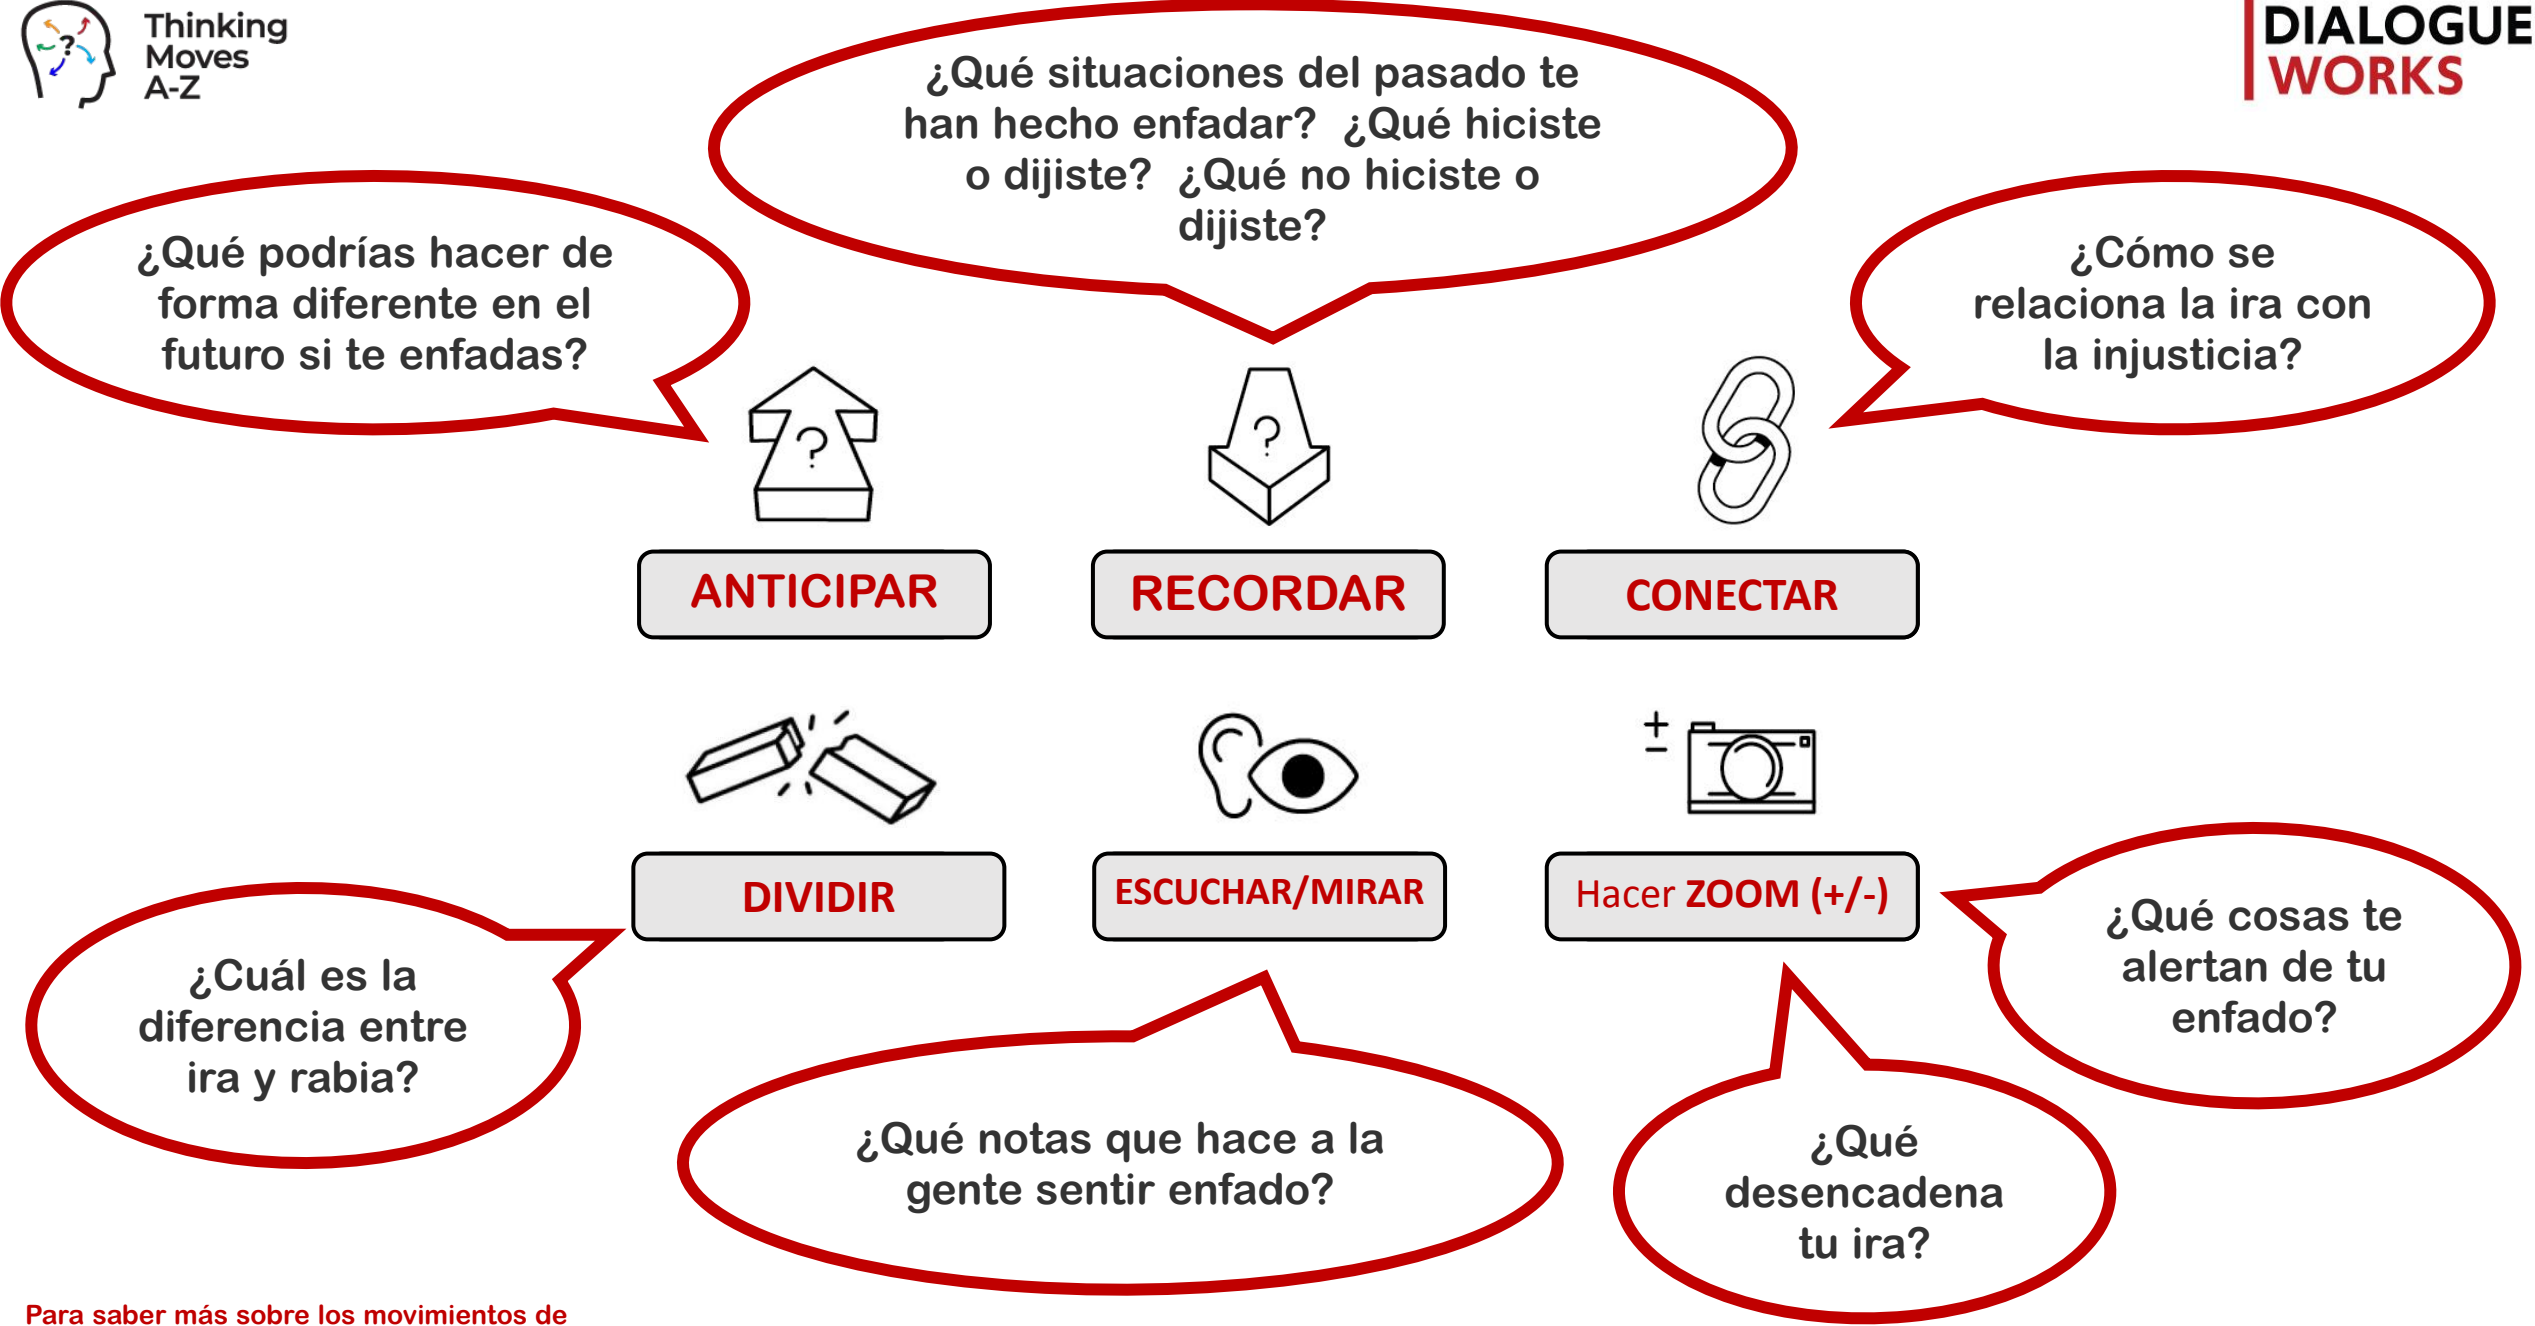 Thinking
Moves
A-Z
DIALOGUE
WORKS
¿Qué situaciones del pasado te
han hecho enfadar? ¿Qué hiciste
o dijiste? ¿Qué no hiciste o
dijiste?
¿Qué podrías hacer de
forma diferente en el
futuro si te enfadas?
¿Cómo se
relaciona la ira con
la injusticia?
?
?
?
ANTICIPAR
RECORDAR
CONECTAR
+
−
DIVIDIR
ESCUCHAR/MIRAR
Hacer ZOOM (+/-)
¿Cuál es la
diferencia entre
ira y rabia?
¿Qué notas que hace a la
gente sentir enfado?
¿Qué
desencadena
tu ira?
¿Qué cosas te
alertan de tu
enfado?
Para saber más sobre los movimientos de